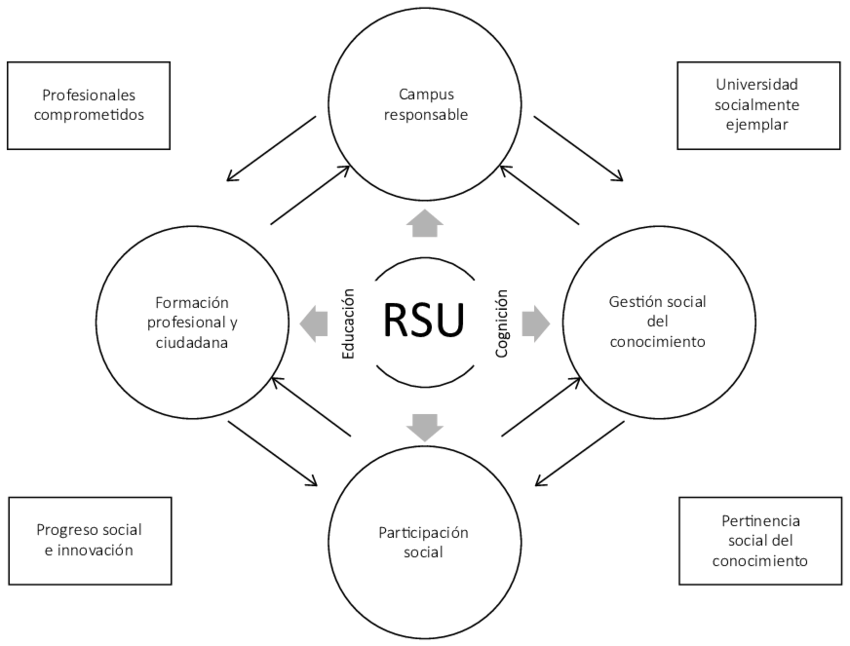 Campus
responsable
Profesionales
comprometidos
Universidad
socialmente
ejemplar
Formación
profesional y
ciudadana
Educación
RSU
Cognición
Gestión social
del
conocimiento
Participación
social
Progreso social
e innovación
Pertinencia
social del
conocimiento